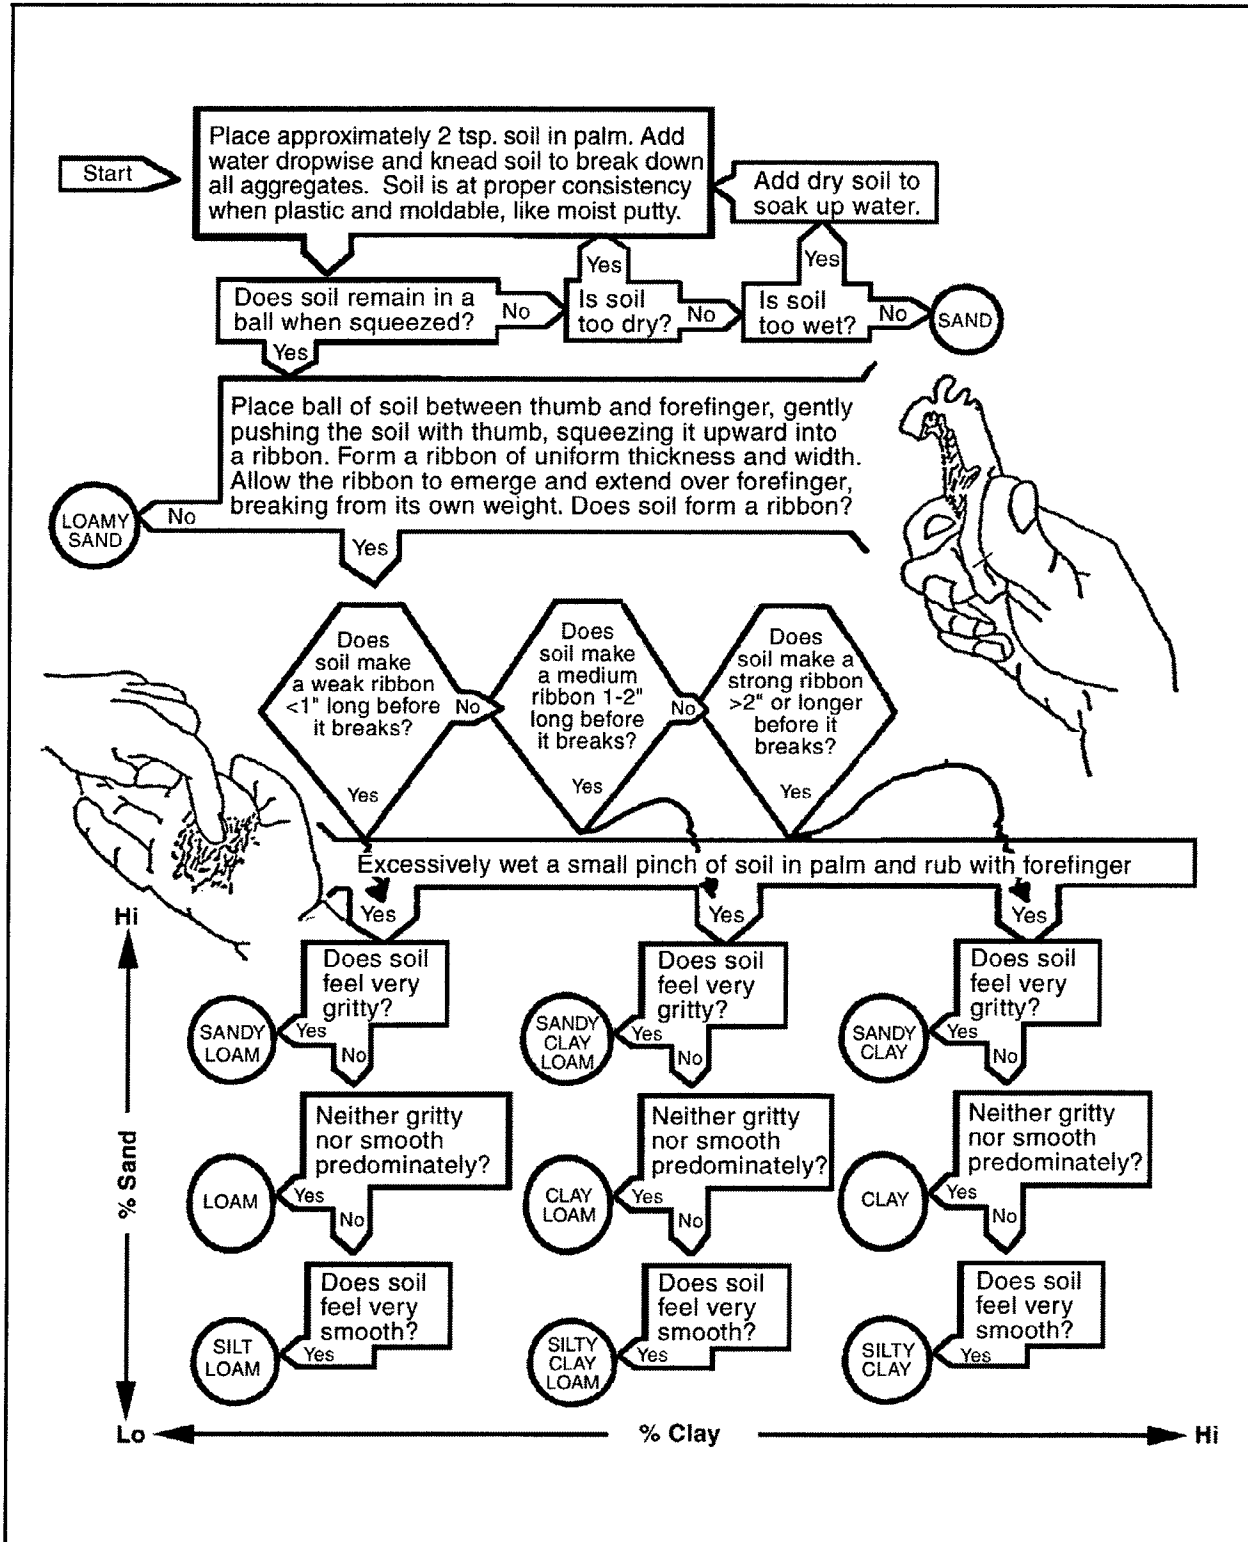 Place approximately 2 tsp. soil in palm. Add
water dropwise and knead soil to break down
all aggregates. Soil is at proper consistency
when plastic and moldable, like moist putty.
Start
Add dry soil to
soak up water.
Yes
Yes
Does soil remain in a
ball when squeezed?
No
Is soil
too dry?
No
Is soil
too wet?
No
SAND
Yes
Place ball of soil between thumb and forefinger, gently
pushing the soil with thumb, squeezing it upward into
a ribbon. Form a ribbon of uniform thickness and width.
Allow the ribbon to emerge and extend over forefinger,
breaking from its own weight. Does soil form a ribbon?
No
LOAMY
SAND
Yes
Does
soil make
a weak ribbon
<1" long before
it breaks?
No
Yes
Does
soil make
a medium
ribbon 1-2"
long before
it breaks?
No
Yes
Does
soil make a
strong ribbon
>2" or longer
before it
breaks?
Yes
Excessively wet a small pinch of soil in palm and rub with forefinger
Yes
Yes
Yes
Hi
Does soil
feel very
gritty?
Yes
SANDY
LOAM
No
Does soil
feel very
gritty?
Yes
SANDY
CLAY
LOAM
No
Does soil
feel very
gritty?
Yes
SANDY
CLAY
No
% Sand
Neither gritty
nor smooth
predominately?
Yes
LOAM
No
Neither gritty
nor smooth
predominately?
Yes
CLAY
LOAM
No
Neither gritty
nor smooth
predominately?
Yes
CLAY
No
Does soil
feel very
smooth?
Yes
SILT
LOAM
Does soil
feel very
smooth?
Yes
SILTY
CLAY
LOAM
Does soil
feel very
smooth?
Yes
SILTY
CLAY
Lo
% Clay
Hi